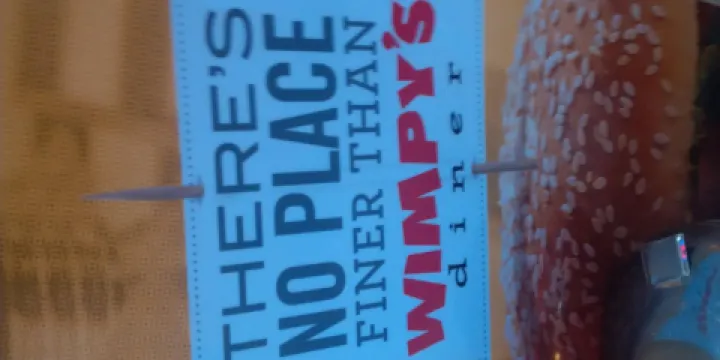 THERE'S
NO PLACE
FINER THAN
WIMPY'S
diner